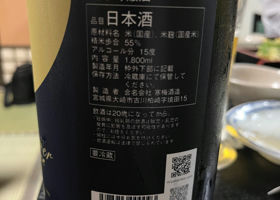 品目 日本酒
原材料名 米(国産)、米麹(国産米)
精米歩合 55%
アルコール分 15度
内容量 1,800ml
製造年月 枠外下部に記載
保存方法 冷蔵庫にて保管して
ください。
製造者 合名会社 寒梅酒造
宮城県大崎市古川柏崎字境田15
飲酒は20歳になってから。
要冷蔵